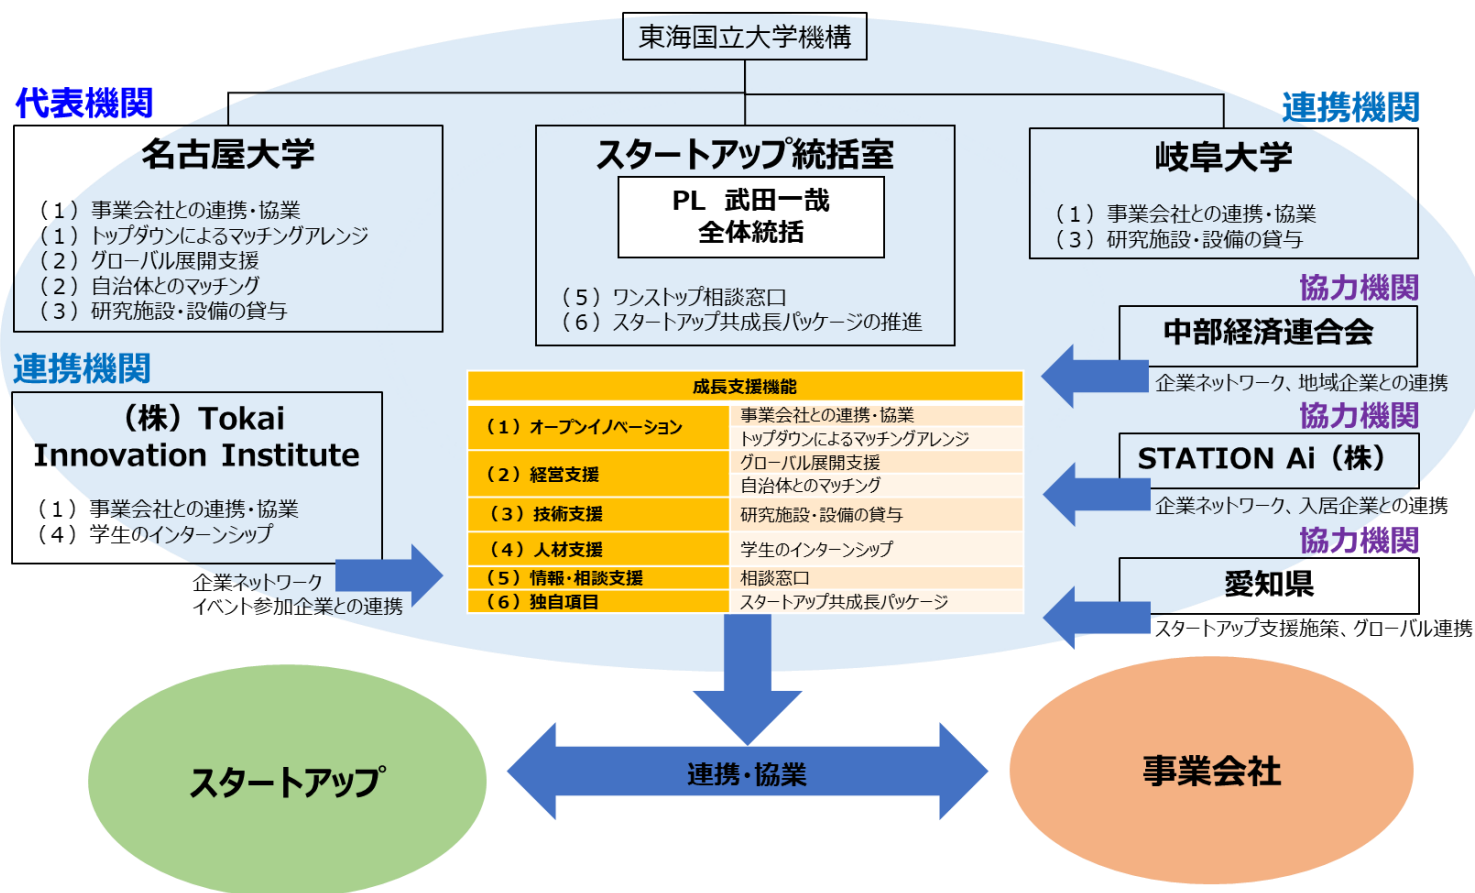 東海国立大学機構
代表機関
名古屋大学
（１）事業会社との連携・協業
（１）トップダウンによるマッチングアレンジ
（２）グローバル展開支援
（２）自治体とのマッチング
（３）研究施設・設備の貸与
スタートアップ統括室
PL 武田一哉
全体統括
（５）ワンストップ相談窓口
（６）スタートアップ共成長パッケージの推進
連携機関
岐阜大学
（１）事業会社との連携・協業
（３）研究施設・設備の貸与
連携機関
（株）Tokai
Innovation Institute
（１）事業会社との連携・協業
（４）学生のインターンシップ
企業ネットワーク
イベント参加企業との連携
成長支援機能
（１）オープンイノベーション
事業会社との連携・協業
トップダウンによるマッチングアレンジ
（２）経営支援
グローバル展開支援
自治体とのマッチング
（３）技術支援
研究施設・設備の貸与
（４）人材支援
学生のインターンシップ
（５）情報・相談支援
相談窓口
（６）独自項目
スタートアップ共成長パッケージ
協力機関
中部経済連合会
企業ネットワーク、地域企業との連携
協力機関
STATION Ai（株）
企業ネットワーク、入居企業との連携
協力機関
愛知県
スタートアップ支援施策、グローバル連携
スタートアップ
連携・協業
事業会社